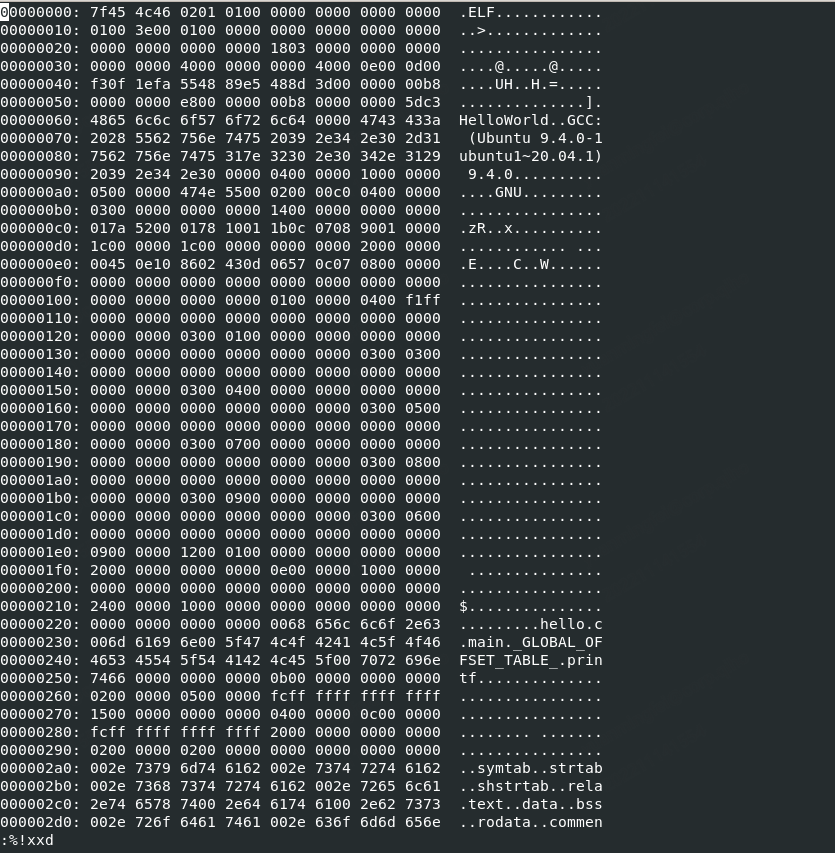 00000000: 7f45 4c46 0201 0100 0000 0000 0000 0000  .ELF............
00000010: 0100 3e00 0100 0000 0000 0000 0000 0000  ..>.............
00000020: 0000 0000 0000 0000 1803 0000 0000 0000  ................
00000030: 0000 0000 4000 0000 0000 4000 0e00 0d00  ....@.....@.....
00000040: f30f 1efa 5548 89e5 488d 3d00 0000 00b8  ....UH..H.=.....
00000050: 0000 0000 e800 0000 00b8 0000 0000 5dc3  ..............].
00000060: 4865 6c6c 6f57 6f72 6c64 0000 4743 433a  HelloWorld..GCC:
00000070: 2028 5562 756e 7475 2039 2e34 2e30 2d31   (Ubuntu 9.4.0-1
00000080: 7562 756e 7475 317e 3230 2e30 342e 3129  ubuntu1~20.04.1)
00000090: 2039 2e34 2e30 0000 0400 0000 1000 0000   9.4.0..........
000000a0: 0500 0000 474e 5500 0200 00c0 0400 0000  ....GNU.........
000000b0: 0300 0000 0000 0000 1400 0000 0000 0000  ................
000000c0: 017a 5200 0178 1001 1b0c 0708 9001 0000  .zR..x..........
000000d0: 1c00 0000 1c00 0000 0000 0000 2000 0000  ............ ...
000000e0: 0045 0e10 8602 430d 0657 0c07 0800 0000  .E....C..W......
000000f0: 0000 0000 0000 0000 0000 0000 0000 0000  ................
00000100: 0000 0000 0000 0000 0100 0000 0400 f1ff  ................
00000110: 0000 0000 0000 0000 0000 0000 0000 0000  ................
00000120: 0000 0000 0300 0100 0000 0000 0000 0000  ................
00000130: 0000 0000 0000 0000 0000 0000 0300 0300  ................
00000140: 0000 0000 0000 0000 0000 0000 0000 0000  ................
00000150: 0000 0000 0300 0400 0000 0000 0000 0000  ................
00000160: 0000 0000 0000 0000 0000 0000 0300 0500  ................
00000170: 0000 0000 0000 0000 0000 0000 0000 0000  ................
00000180: 0000 0000 0300 0700 0000 0000 0000 0000  ................
00000190: 0000 0000 0000 0000 0000 0000 0300 0800  ................
000001a0: 0000 0000 0000 0000 0000 0000 0000 0000  ................
000001b0: 0000 0000 0300 0900 0000 0000 0000 0000  ................
000001c0: 0000 0000 0000 0000 0000 0000 0300 0600  ................
000001d0: 0000 0000 0000 0000 0000 0000 0000 0000  ................
000001e0: 0900 0000 1200 0100 0000 0000 0000 0000  ................
000001f0: 2000 0000 0000 0000 0e00 0000 1000 0000   ...............
00000200: 0000 0000 0000 0000 0000 0000 0000 0000  ................
00000210: 2400 0000 1000 0000 0000 0000 0000 0000  $...............
00000220: 0000 0000 0000 0000 0068 656c 6c6f 2e63  .........hello.c
00000230: 006d 6169 6e00 5f47 4c4f 4241 4c5f 4f46  .main._GLOBAL_OF
00000240: 4653 4554 5f54 4142 4c45 5f00 7072 696e  FSET_TABLE_.prin
00000250: 7466 0000 0000 0000 0b00 0000 0000 0000  tf..............
00000260: 0200 0000 0500 0000 fcff ffff ffff ffff  ................
00000270: 1500 0000 0000 0000 0400 0000 0c00 0000  ................
00000280: fcff ffff ffff ffff 2000 0000 0000 0000  ........ .......
00000290: 0200 0000 0200 0000 0000 0000 0000 0000  ................
000002a0: 002e 7379 6d74 6162 002e 7374 7274 6162  ..symtab..strtab
000002b0: 002e 7368 7374 7274 6162 002e 7265 6c61  ..shstrtab..rela
000002c0: 2e74 6578 7400 2e64 6174 6100 2e62 7373  .text..data..bss
000002d0: 002e 726f 6461 7461 002e 636f 6d6d 656e  ..rodata..commen
:%!xxd